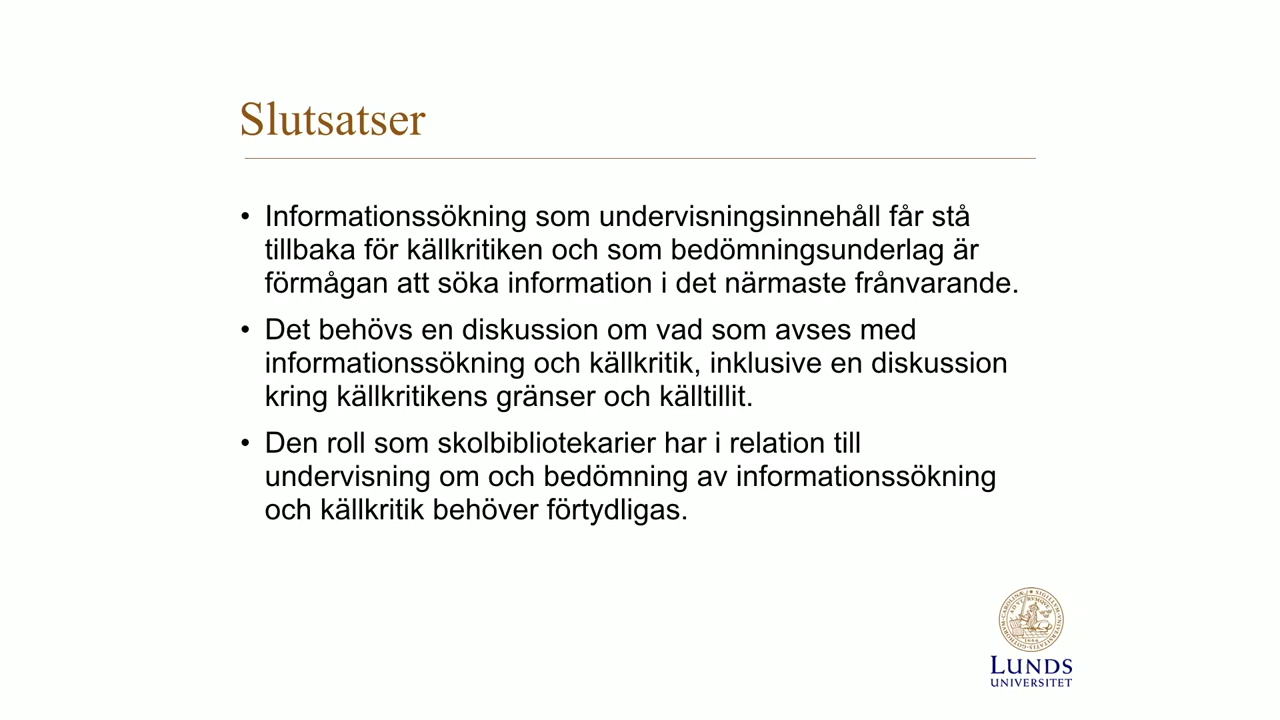 Slutsatser
• Informationssökning som undervisningsinnehåll får stå
tillbaka för källkritiken och som bedömningsunderlag är
förmågan att söka information i det närmaste frånvarande.
• Det behövs en diskussion om vad som avses med
informationssökning och källkritik, inklusive en diskussion
kring källkritikens gränser och källtillit.
• Den roll som skolbibliotekarier har i relation till
undervisning om och bedömning av informationssökning
och källkritik behöver förtydligas.
LUNDS
UNIVERSITET